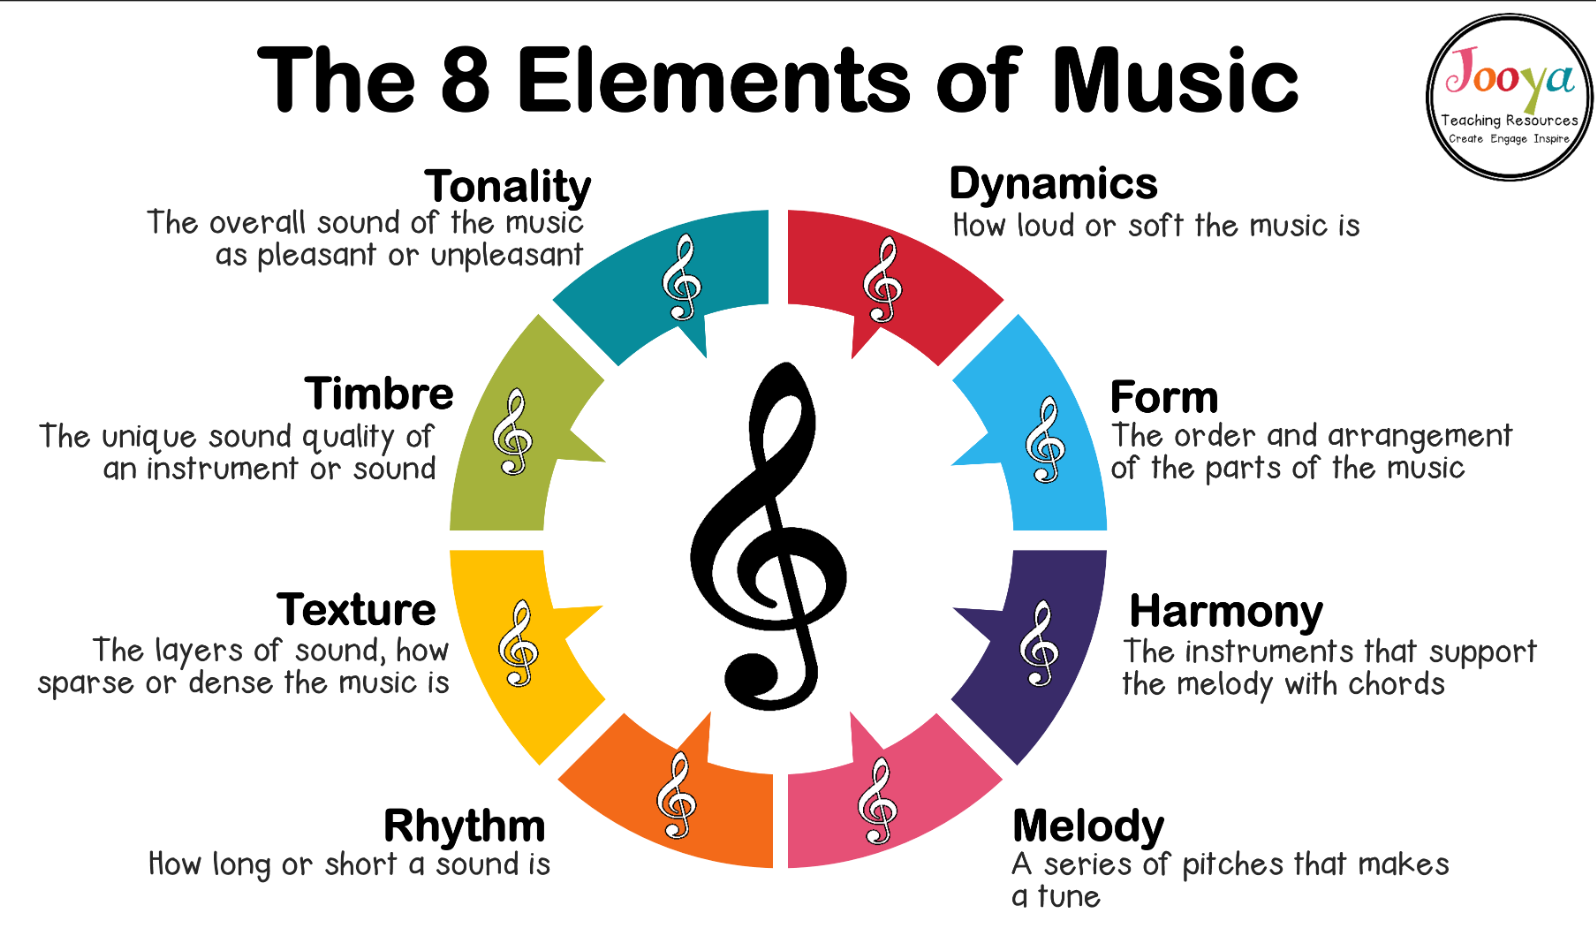 The 8 Elements of Music
Jooya
Teaching Resources
Create Engage Inspire
Tonality
The overall sound of the music
as pleasant or unpleasant
Dynamics
How loud or soft the music is
Timbre
The unique sound quality of
an instrument or sound
Form
The order and arrangement
of the parts of the music
Texture
The layers of sound, how
sparse or dense the music is
Harmony
The instruments that support
the melody with chords
Rhythm
How long or short a sound is
Melody
A series of pitches that makes
a tune